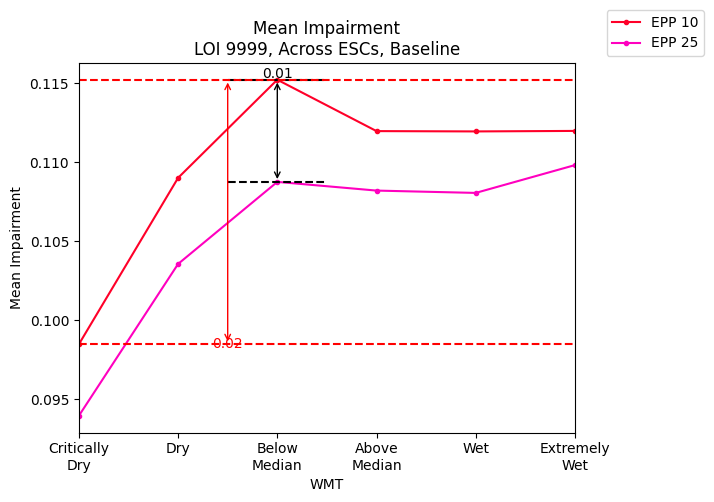 Mean Impairment
LOI 9999, Across ESCs, Baseline
EPP 10
EPP 25
0.115
0.110
0.105
0.100
0.095
Mean Impairment
0.01
0.02
Critically
Dry
Dry
Below
Median
Above
Median
Wet
Extremely
Wet
WMT